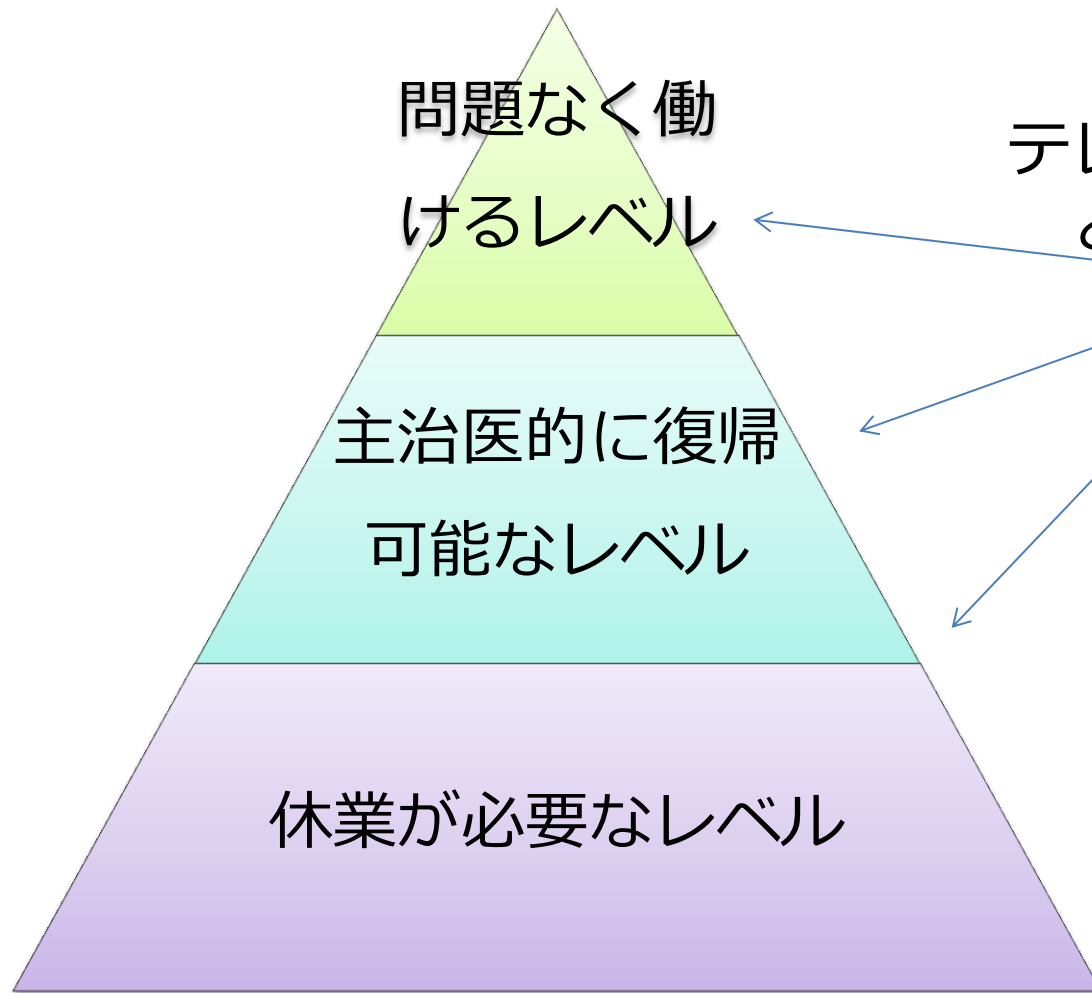 問題なく働
けるレベル
テ
主治医的に復帰
可能なレベル
休業が必要なレベル